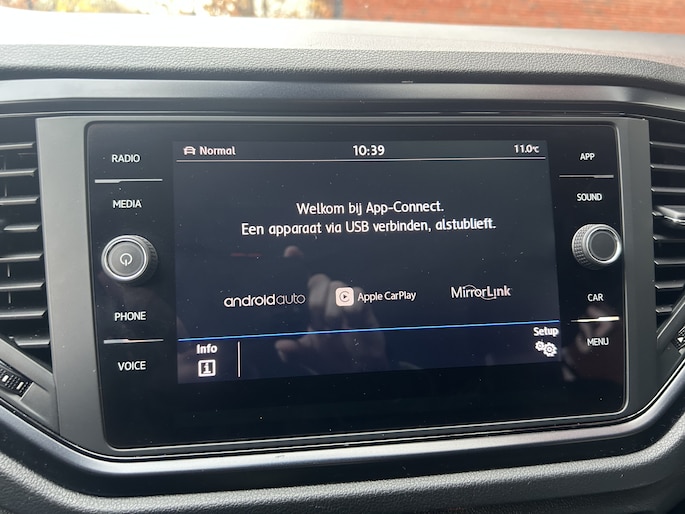 RADIO
MEDIA
PHONE
VOICE
Normal
10:39
11.0°C
Welkom bij App-Connect.
Een apparaat via USB verbinden, alstublieft.
androidauto
Apple CarPlay
MirrorLink
Info
Setup
APP
SOUND
CAR
MENU